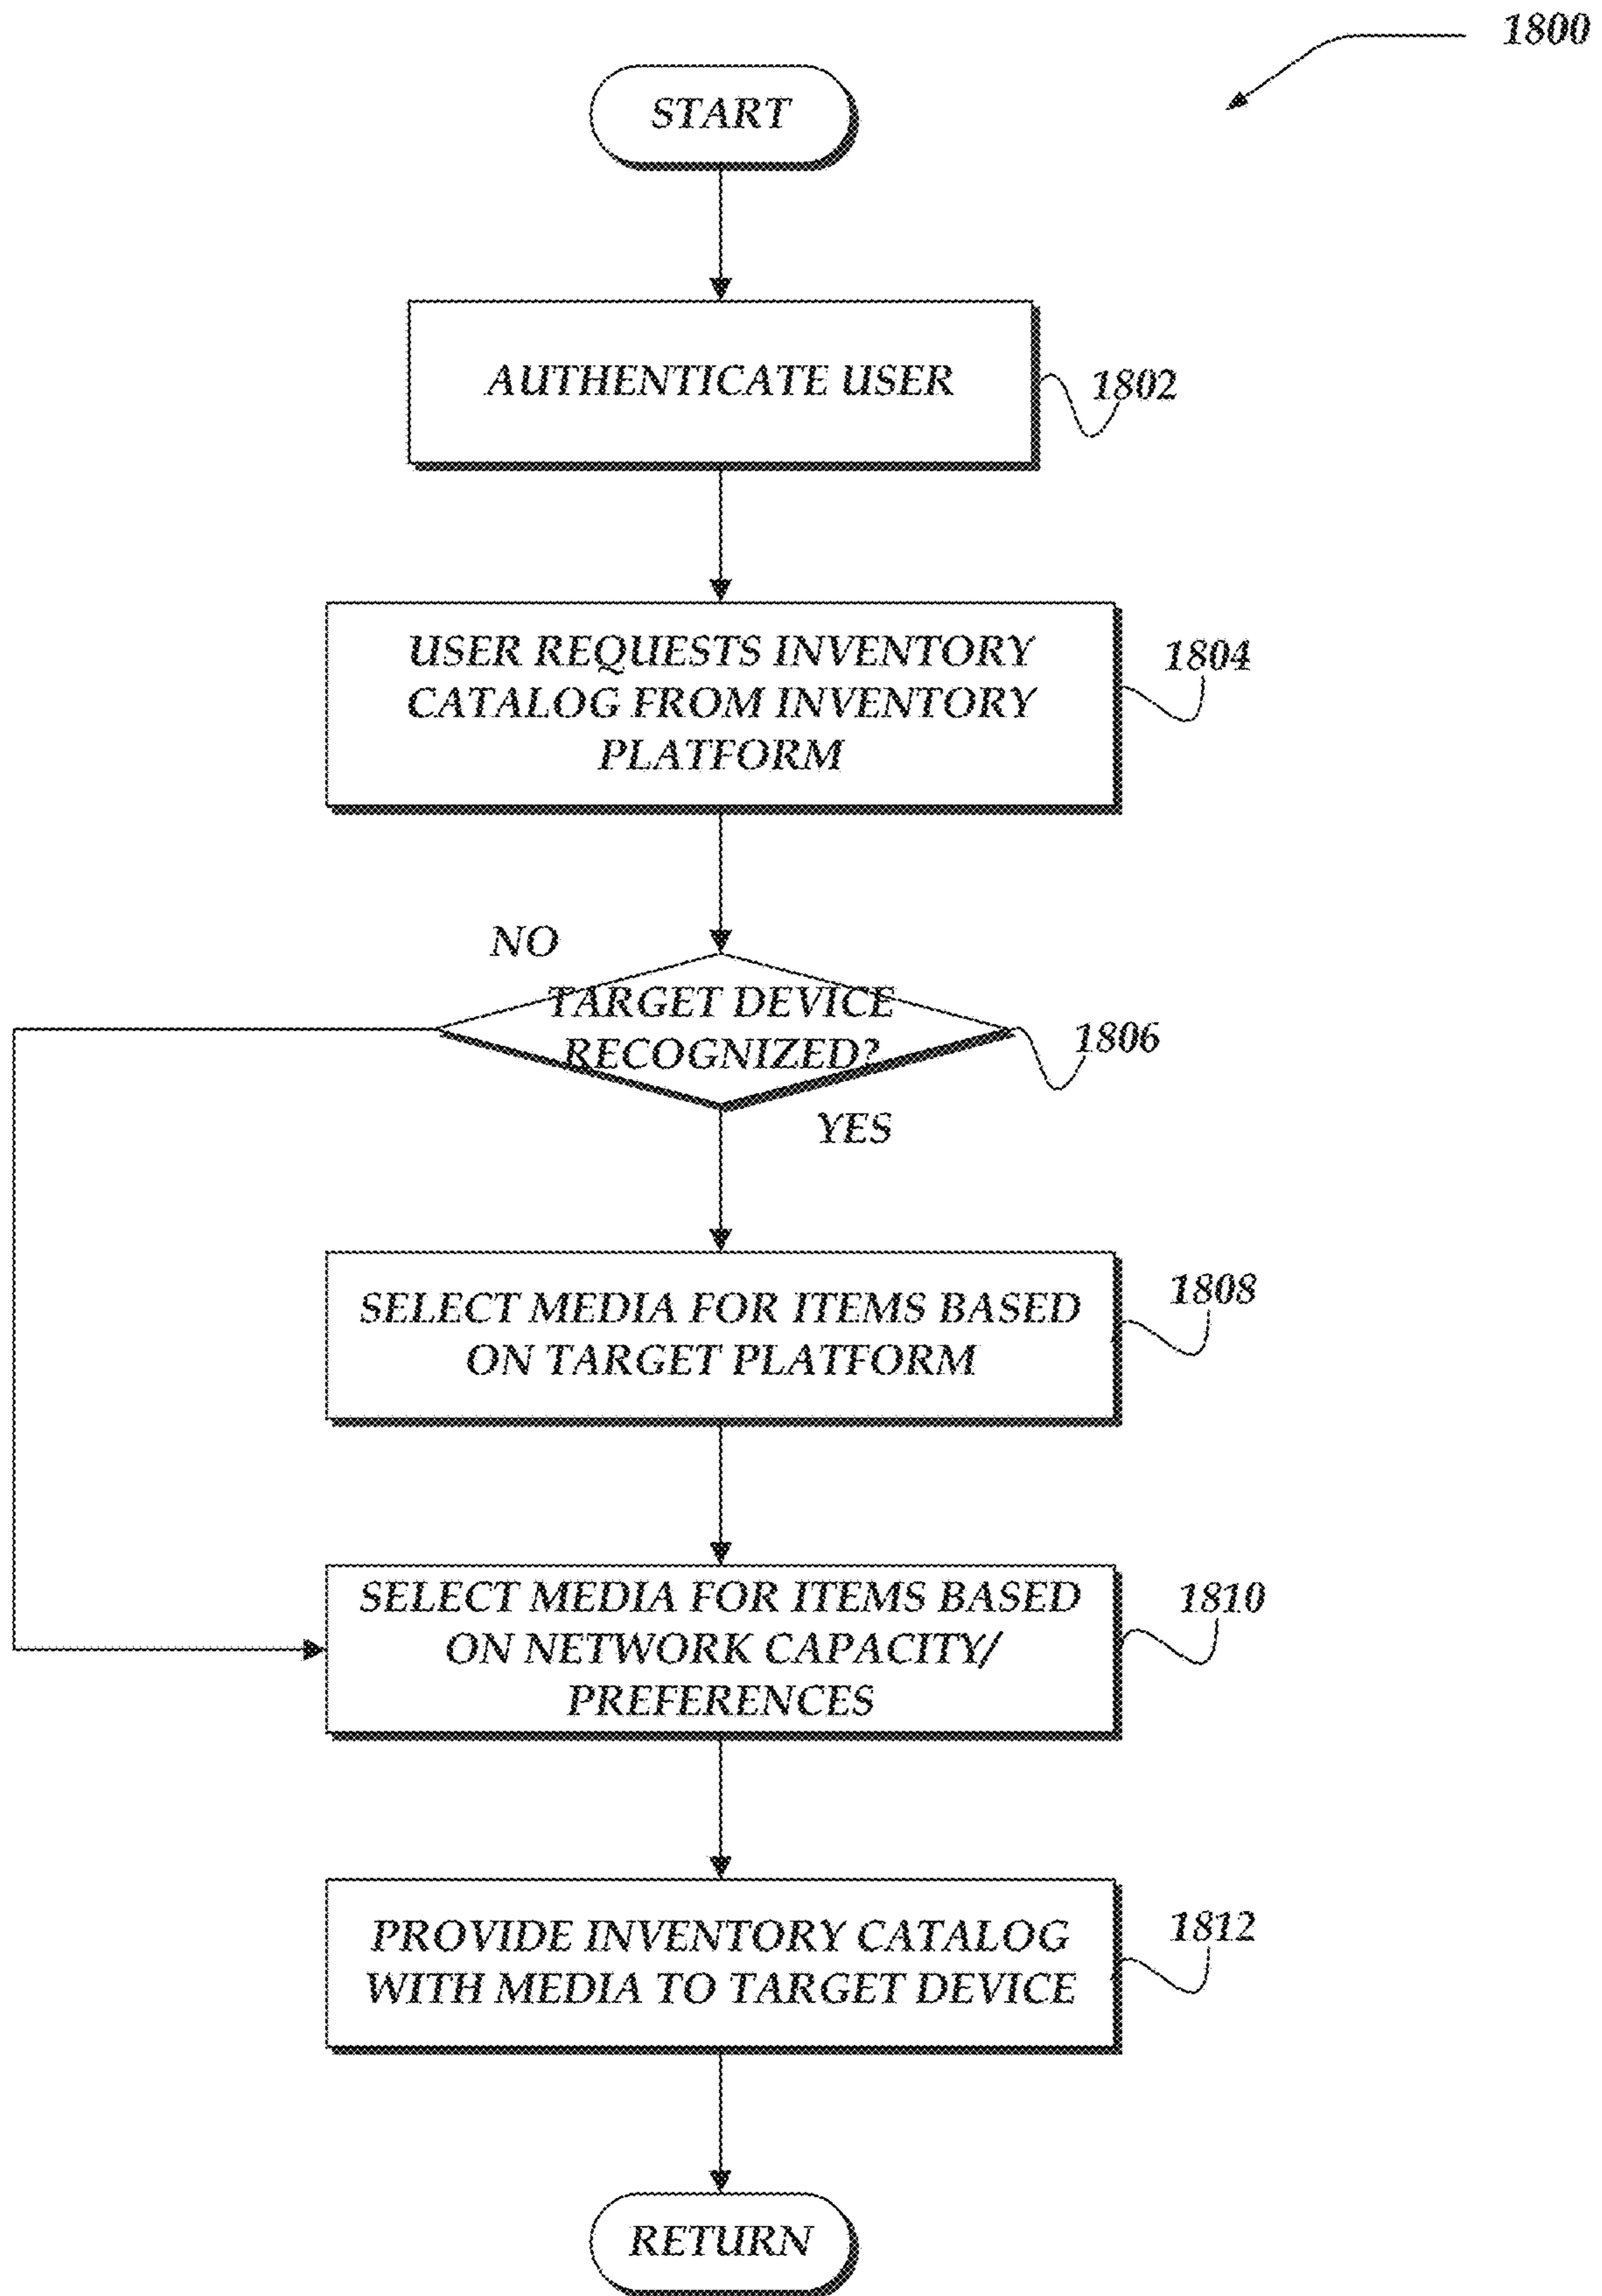 1800
START
AUTHENTICATE USER
1802
USER REQUESTS INVENTORY
CATALOG FROM INVENTORY
PLATFORM
1804
NO
TARGET DEVICE
RECOGNIZED?
1806
YES
SELECT MEDIA FOR ITEMS BASED
ON TARGET PLATFORM
1808
SELECT MEDIA FOR ITEMS BASED
ON NETWORK CAPACITY/
PREFERENCES
1810
PROVIDE INVENTORY CATALOG
WITH MEDIA TO TARGET DEVICE
1812
RETURN